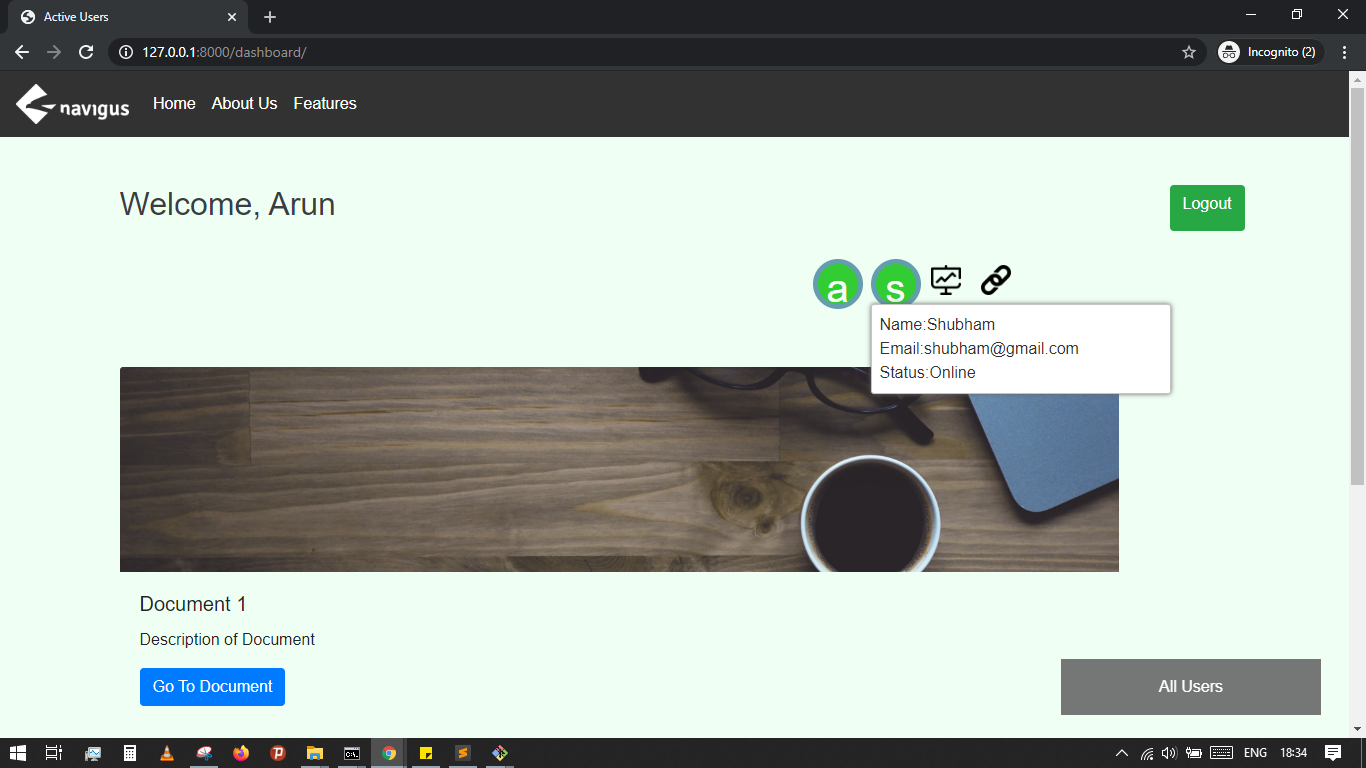 Active Users
127.0.0.1:8000/dashboard/
Incognito (2)
navigus
Home About Us Features
Welcome, Arun
Logout
a s
Name:Shubham
Email:shubham@gmail.com
Status:Online
Document 1
Description of Document
Go To Document
All Users
ENG 18:34